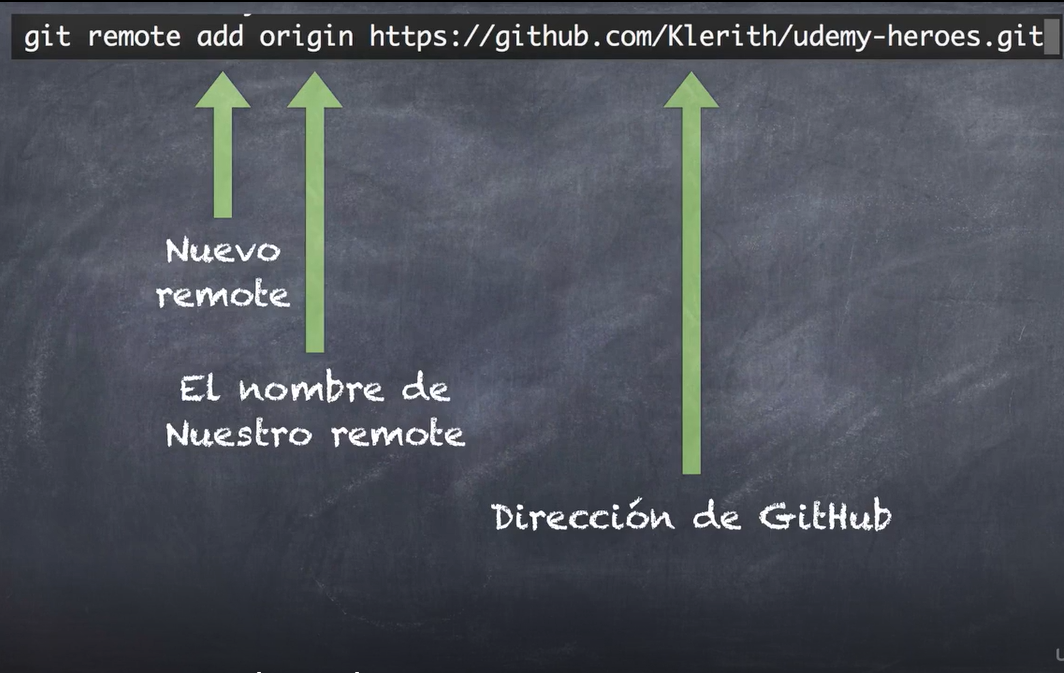 git remote add origin https://github.com/Klerith/udemy-heroes.git
Nuevo
remote
El nombre de
Nuestro remote
Dirección de GitHub